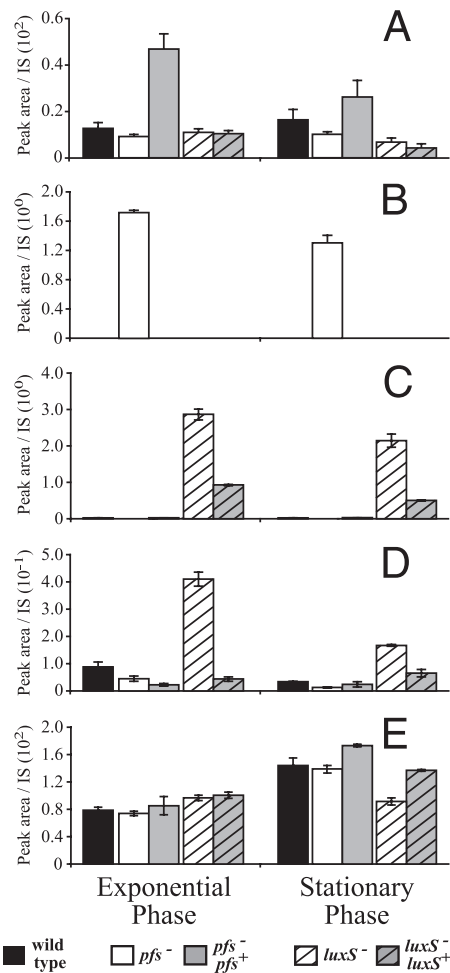 A
Peak area / IS (10²)
0.6
0.4
0.2
0
B
Peak area / IS (10⁰)
2.0
1.6
1.2
0.8
0.4
0
C
Peak area / IS (10⁰)
4.0
3.0
2.0
1.0
0
D
Peak area / IS (10⁻¹)
5.0
4.0
3.0
2.0
1.0
0
E
Peak area / IS (10²)
2.0
1.6
1.2
0.8
0.4
0
Exponential Phase
Stationary Phase
wild type
pfs⁻
pfs⁻ pfs⁺
luxS⁻
luxS⁻ luxS⁺